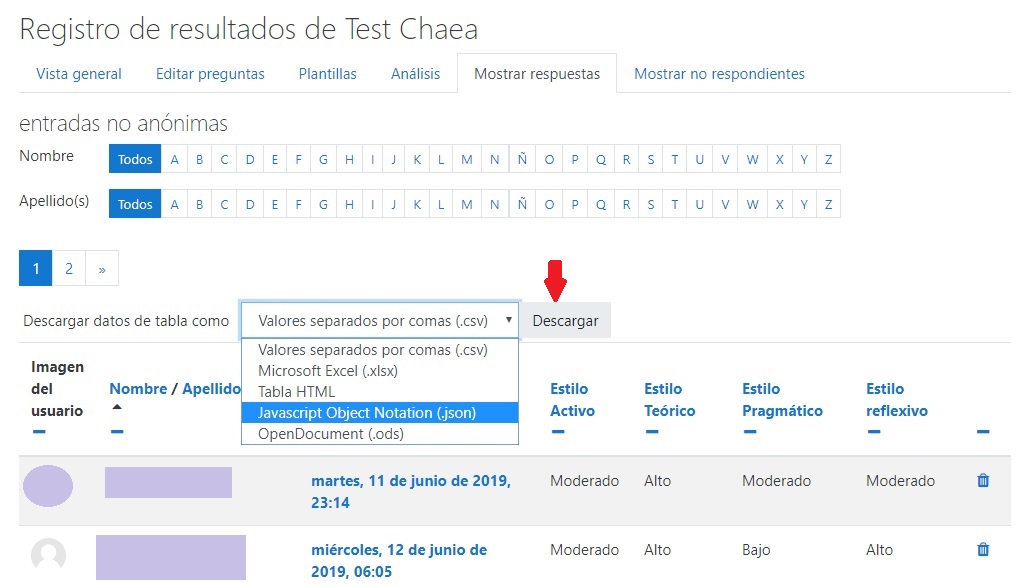 Registro de resultados de Test Chaea
Vista general Editar preguntas Plantillas Análisis Mostrar respuestas Mostrar no respondientes
entradas no anónimas
Nombre Todos A B C D E F G H I J K L M N Ñ O P Q R S T U V W X Y Z
Apellido(s) Todos A B C D E F G H I J K L M N Ñ O P Q R S T U V W X Y Z
1 2 »
Descargar datos de tabla como Valores separados por comas (.csv) Descargar
Valores separados por comas (.csv)
Microsoft Excel (.xlsx)
Tabla HTML
Javascript Object Notation (.json)
OpenDocument (.ods)
Imagen
del
usuario
Nombre / Apellido
Estilo
Activo
Estilo
Teórico
Estilo
Pragmático
Estilo
reflexivo
martes, 11 de junio de 2019,
23:14
Moderado Alto Moderado Moderado
miércoles, 12 de junio de
2019, 06:05
Moderado Alto Bajo Alto